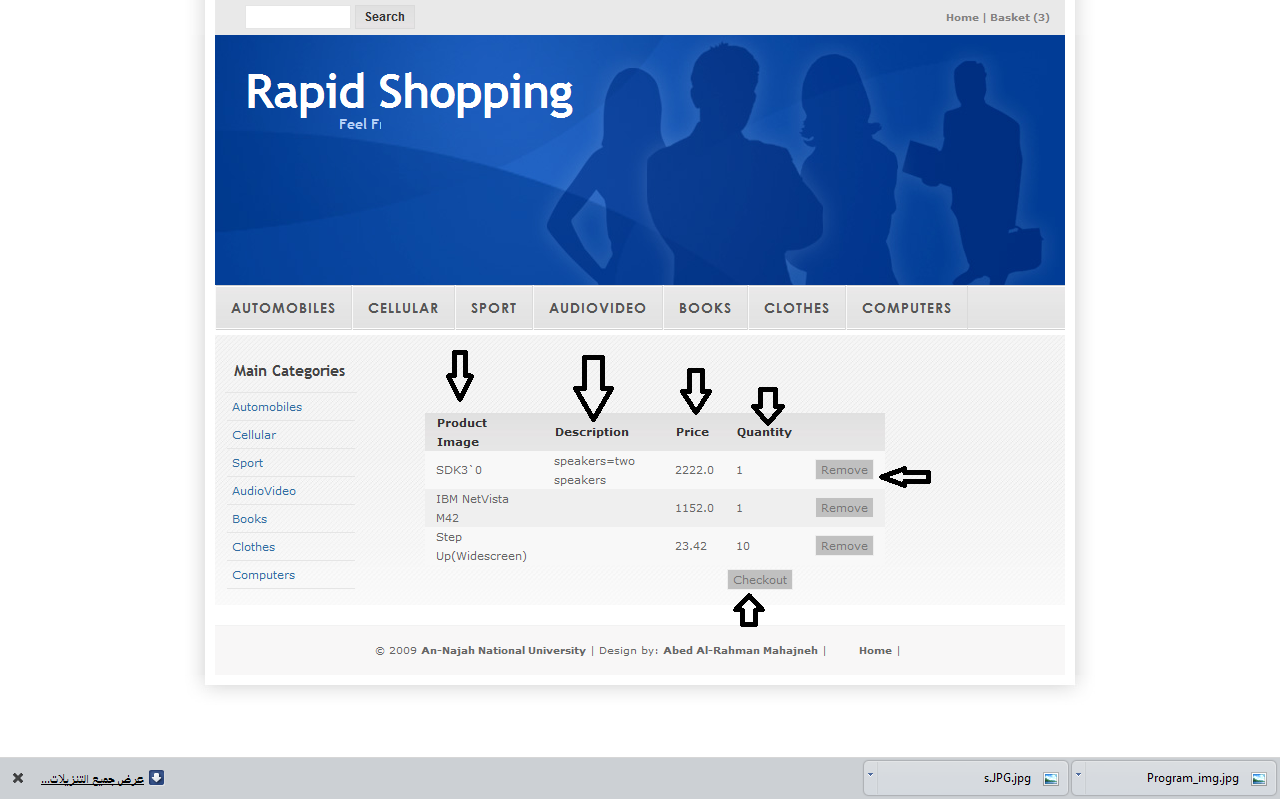 Search
Home | Basket (3)
Rapid Shopping
Feel Fr
AUTOMOBILES CELLULAR SPORT AUDIOVIDEO BOOKS CLOTHES COMPUTERS
Main Categories
Automobiles
Cellular
Sport
AudioVideo
Books
Clothes
Computers
Product
Image
Description Price Quantity
SDK3`0 speakers=two
speakers
2222.0 1 Remove
IBM NetVista
M42
1152.0 1 Remove
Step
Up(Widescreen)
23.42 10 Remove
Checkout
© 2009 An-Najah National University | Design by: Abed Al-Rahman Mahajneh | Home |
عرض جميع التنزيلات...
s.JPG.jpg
Program_img.jpg